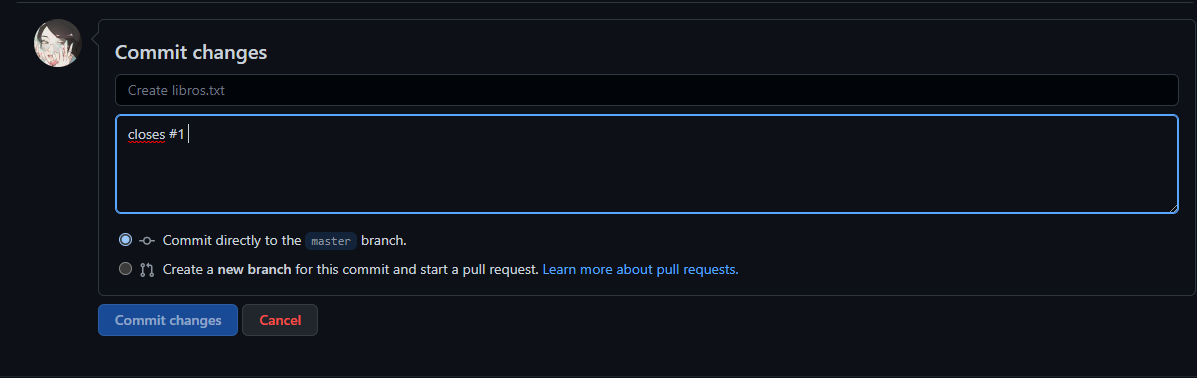 Commit changes
Create libros.txt
closes #1
Commit directly to the master branch.
Create a new branch for this commit and start a pull request. Learn more about pull requests.
Commit changes Cancel